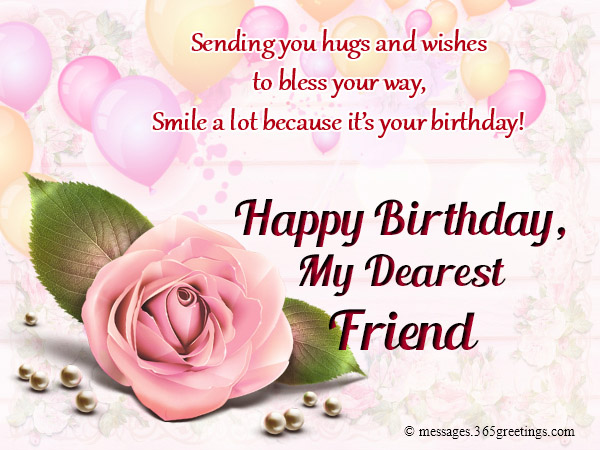 Sending you hugs and wishes
to bless your way,
Smile a lot because it's your birthday!
Happy Birthday,
My Dearest
Friend
© messages.365greetings.com